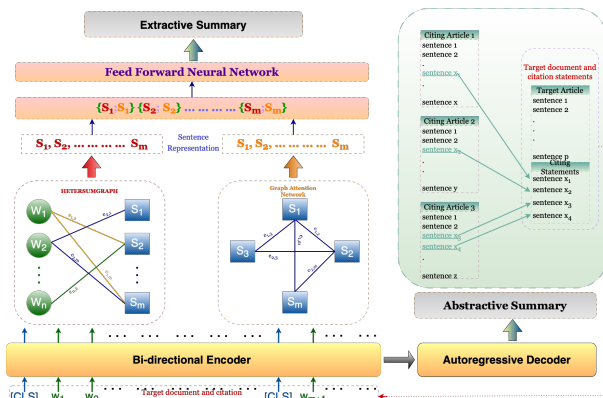 Extractive Summary
Feed Forward Neural Network
{S₁;S₁} {S₂; S₂} ... ... ... ... {Sₘ;Sₘ}
S₁, S₂, ... ... ... ... Sₘ
Sentence
Representation
S₁, S₂, ... ... ... ... Sₘ
HETERSUMGRAPH
W₁
W₂
Wₙ
S₁
S₂
Sₘ
Graph Attention
Network
S₁
S₃
S₂
Sₘ
Bi-directional Encoder
Autoregressive Decoder
Abstractive Summary
[CLS]
w₁
Target document and citation
[CLS]
Citing Article 1
sentence 1
sentence 2
.
.
sentence x
Citing Article 2
sentence 1
sentence 2
.
.
.
sentence y
Citing Article 3
sentence 1
sentence 2
.
sentence z
Target document and
citation statements
Target Article
sentence 1
sentence 2
.
.
sentence p
Citing
Statements
sentence x₁
sentence x₂
sentence x₃
sentence x₄